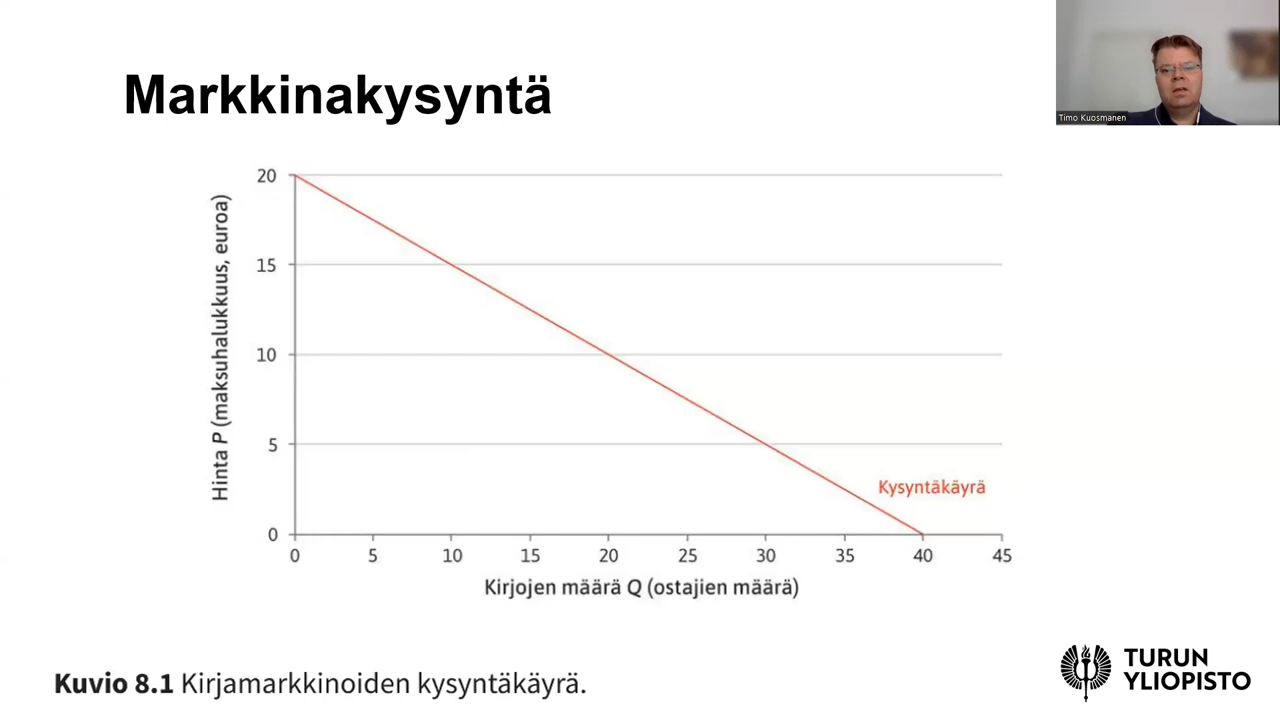 Markkinakysyntä
Timo Kuosmanen
Hinta P (maksuhalukkuus, euroa)
20
15
10
5
0
Kysyntäkäyrä
0 5 10 15 20 25 30 35 40 45
Kirjojen määrä Q (ostajien määrä)
Kuvio 8.1 Kirjamarkkinoiden kysyntäkäyrä.
TURUN
YLIOPISTO